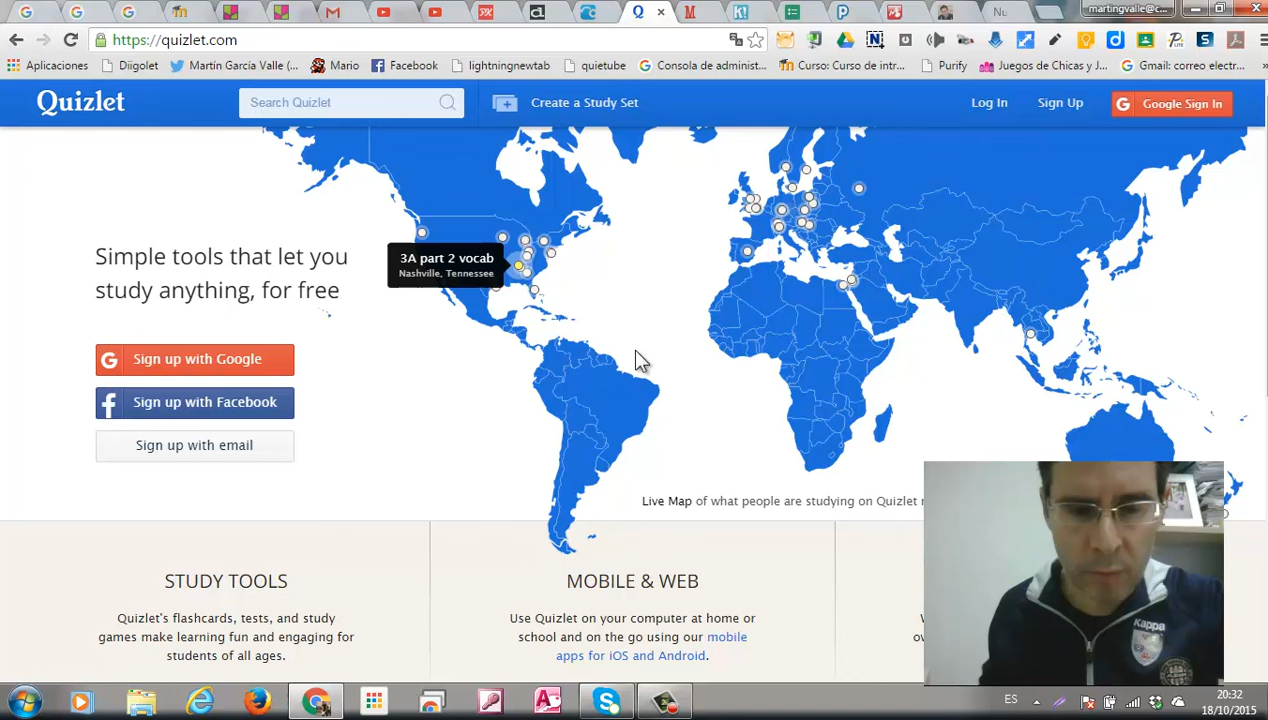 Nu
martingvalle@c...
https://quizlet.com
Aplicaciones
Diigolet
Martín García Valle (...
Mario
Facebook
lightningnewtab
quietube
Consola de administ...
Curso: Curso de intr...
Purify
Juegos de Chicas y J...
Gmail: correo electr...
Quizlet
Search Quizlet
Create a Study Set
Log In
Sign Up
Google Sign In
Simple tools that let you
study anything, for free
3A part 2 vocab
Nashville, Tennessee
Sign up with Google
Sign up with Facebook
Sign up with email
Live Map of what people are studying on Quizlet
STUDY TOOLS
Quizlet's flashcards, tests, and study
games make learning fun and engaging for
students of all ages.
MOBILE & WEB
Use Quizlet on your computer at home or
school and on the go using our mobile
apps for iOS and Android.
Kappa
ES
20:32
18/10/2015